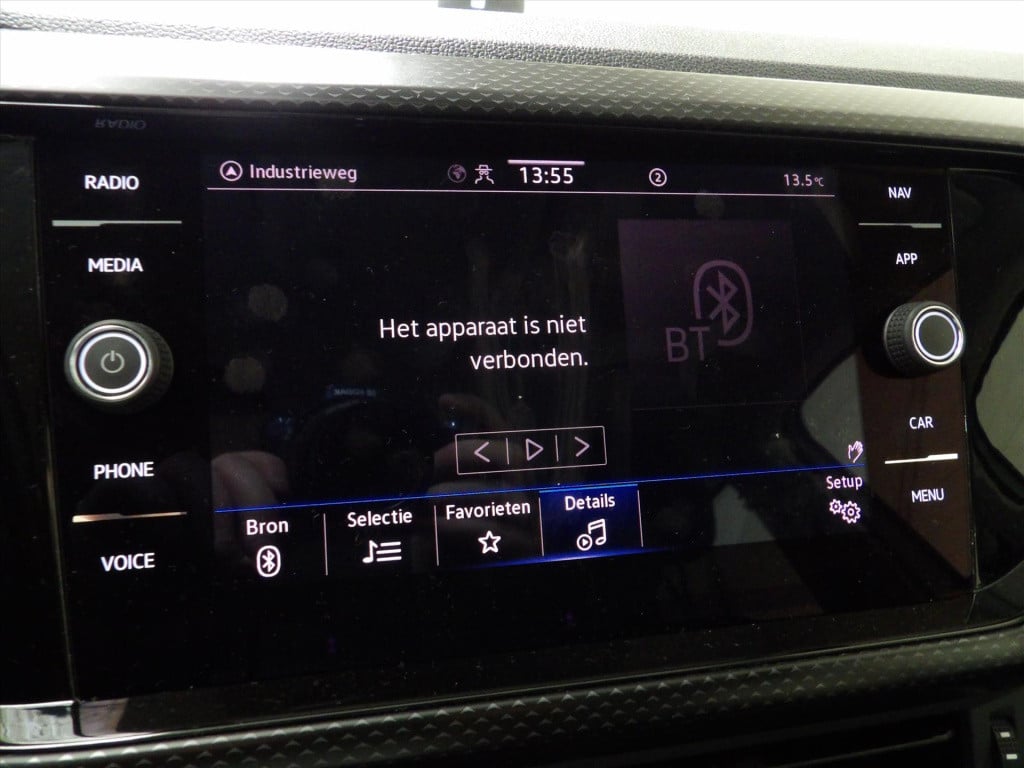 RADIO
RADIO
MEDIA
PHONE
VOICE
Industrieweg
13:55
2
13.5°C
Het apparaat is niet
verbonden.
BT
Bron
Selectie
Favorieten
Details
Setup
NAV
APP
CAR
MENU